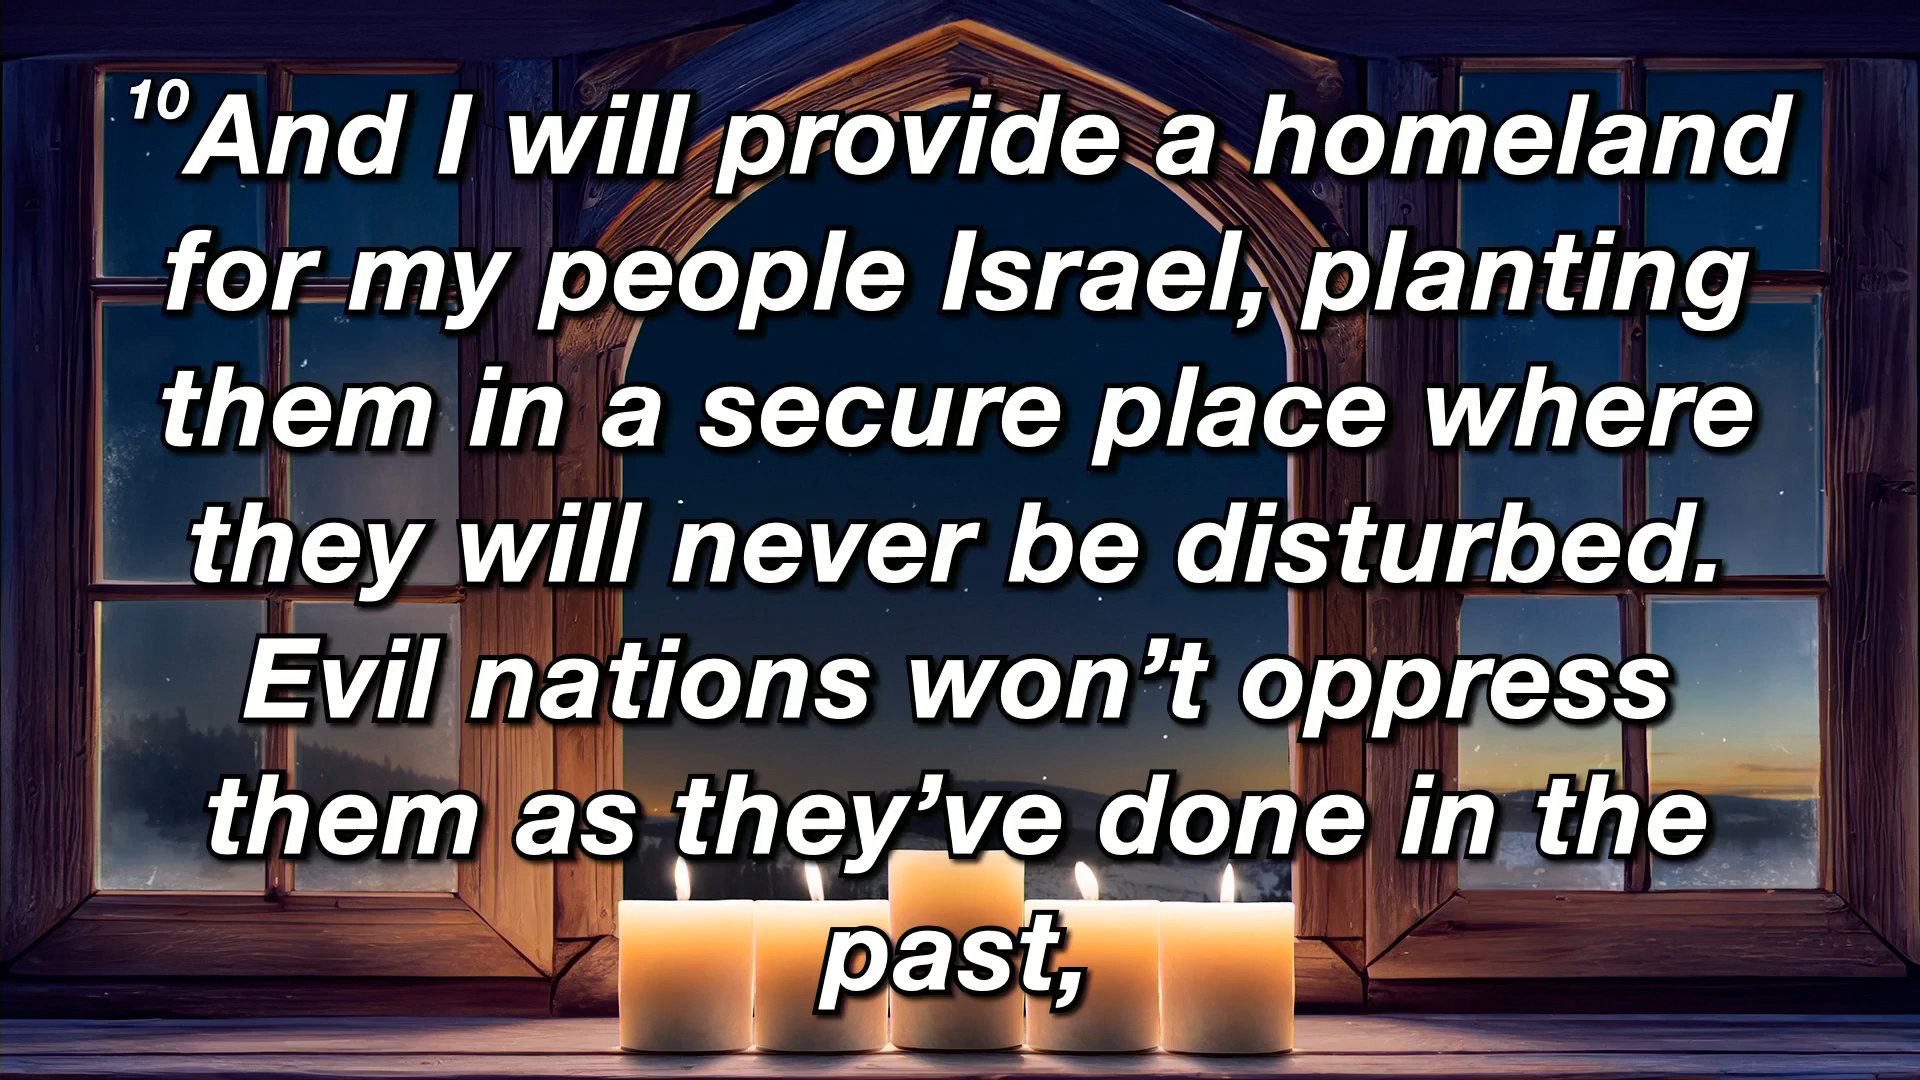 10And I will provide a homeland
for my people Israel, planting
them in a secure place where
they will never be disturbed.
Evil nations won’t oppress
them as they’ve done in the
past,